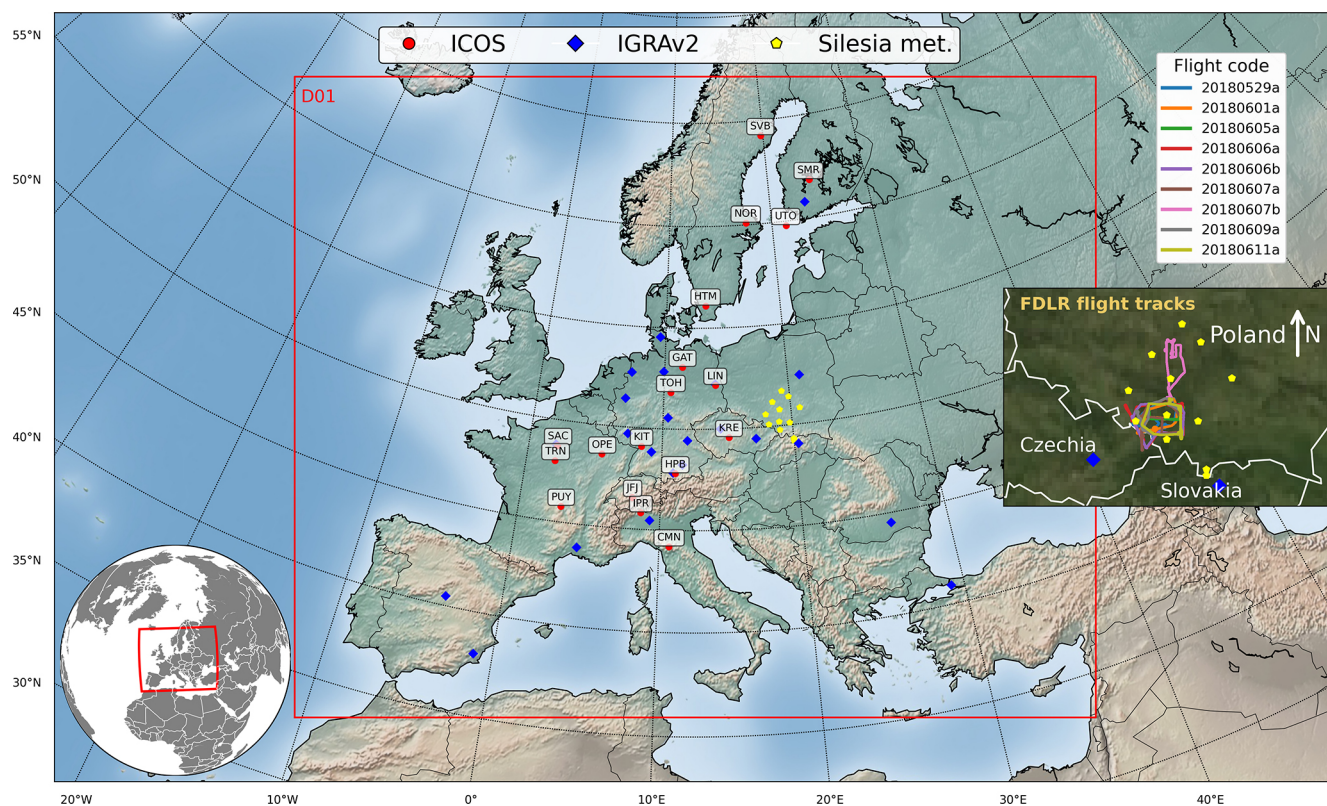 ICOS IGRAv2 Silesia met.
D01
Flight code
20180529a
20180601a
20180605a
20180606a
20180606b
20180607a
20180607b
20180609a
20180611a
SVB
SMR
NOR
UTO
HTM
GAT
LIN
TOH
KRE
SAC
TRN
OPE
KIT
HPB
JFJ
IPR
PUY
CMN
FDLR flight tracks
Poland
N
Czechia
Slovakia
55°N
50°N
45°N
40°N
35°N
30°N
20°W 10°W 0° 10°E 20°E 30°E 40°E